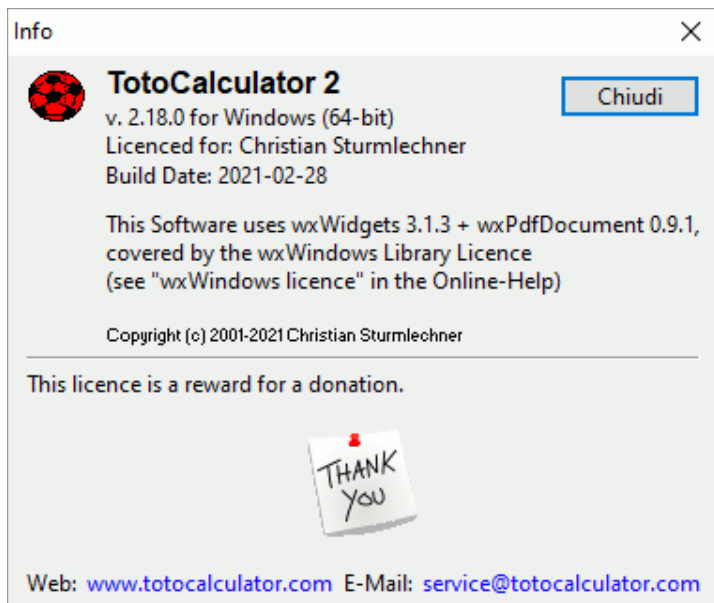 Info
TotoCalculator 2
Chiudi
v. 2.18.0 for Windows (64-bit)
Licenced for: Christian Sturmlechner
Build Date: 2021-02-28
This Software uses wxWidgets 3.1.3 + wxPdfDocument 0.9.1,
covered by the wxWindows Library Licence
(see "wxWindows licence" in the Online-Help)
Copyright (c) 2001-2021 Christian Sturmlechner
This licence is a reward for a donation.
THANK
YOU
Web: www.totocalculator.com E-Mail: service@totocalculator.com